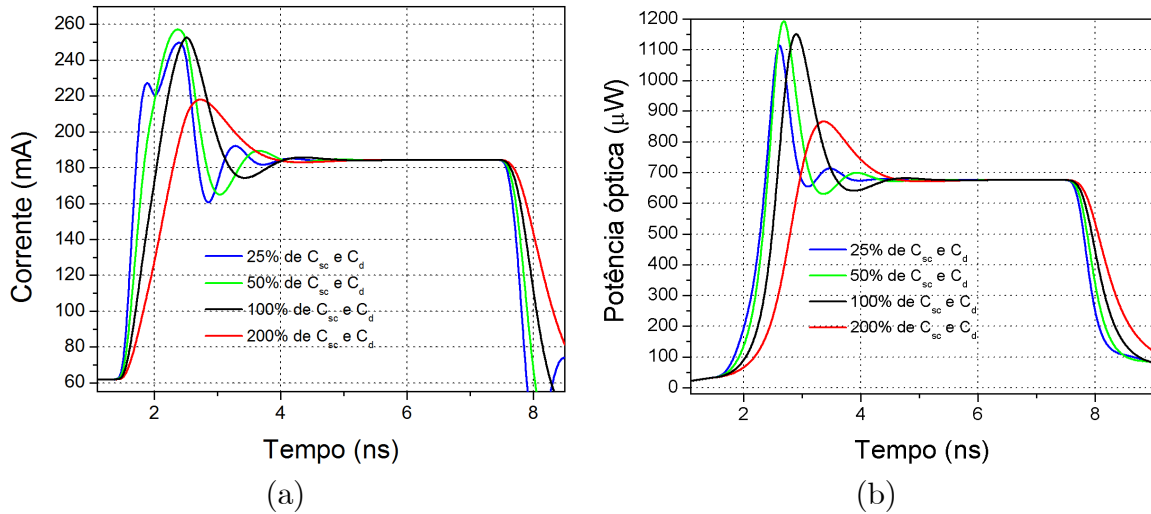 Corrente (mA)
260
240
220
200
180
160
140
120
100
80
60
25% de Csc e Cd
50% de Csc e Cd
100% de Csc e Cd
200% de Csc e Cd
2
4
6
8
Tempo (ns)
(a)
Potência óptica (μW)
1200
1100
1000
900
800
700
600
500
400
300
200
100
0
25% de Csc e Cd
50% de Csc e Cd
100% de Csc e Cd
200% de Csc e Cd
2
4
6
8
Tempo (ns)
(b)